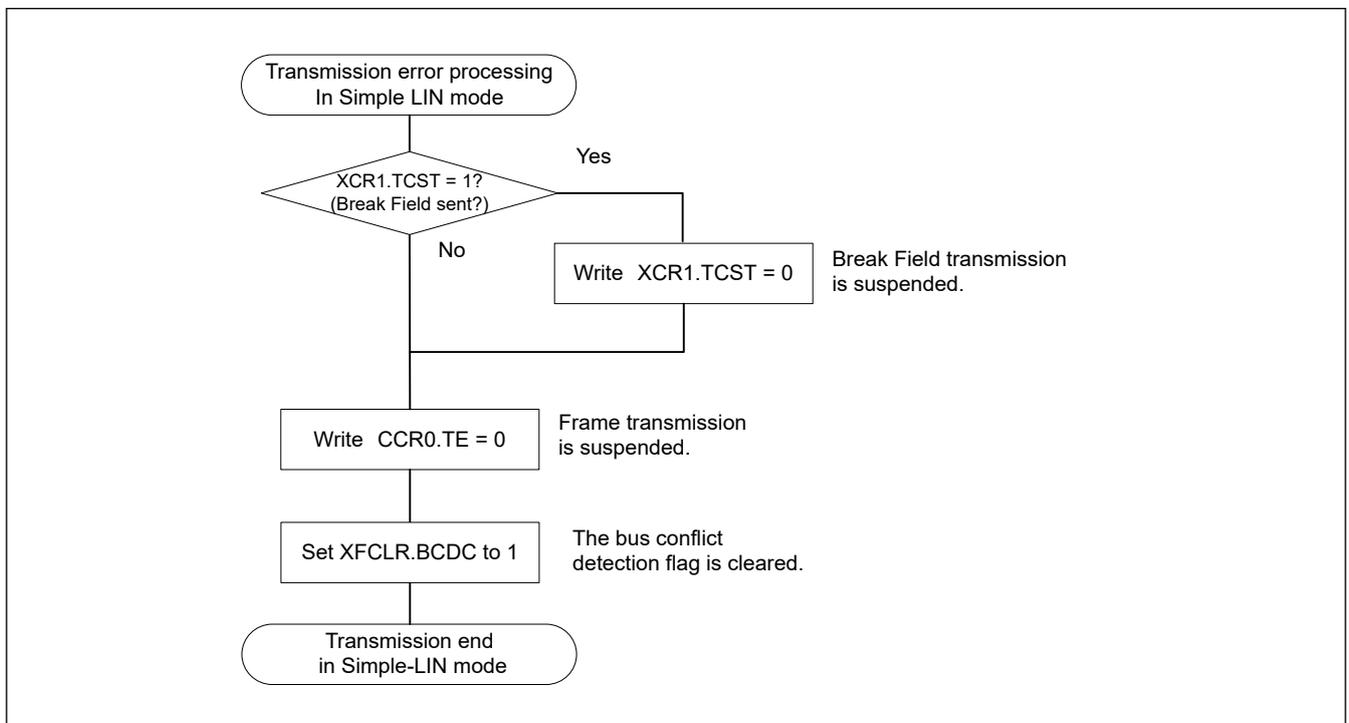 Transmission error processing
In Simple LIN mode
Yes
XCR1.TCST = 1?
(Break Field sent?)
No
Write XCR1.TCST = 0
Break Field transmission
is suspended.
Write CCR0.TE = 0
Frame transmission
is suspended.
Set XFCLR.BCDC to 1
The bus conflict
detection flag is cleared.
Transmission end
in Simple-LIN mode